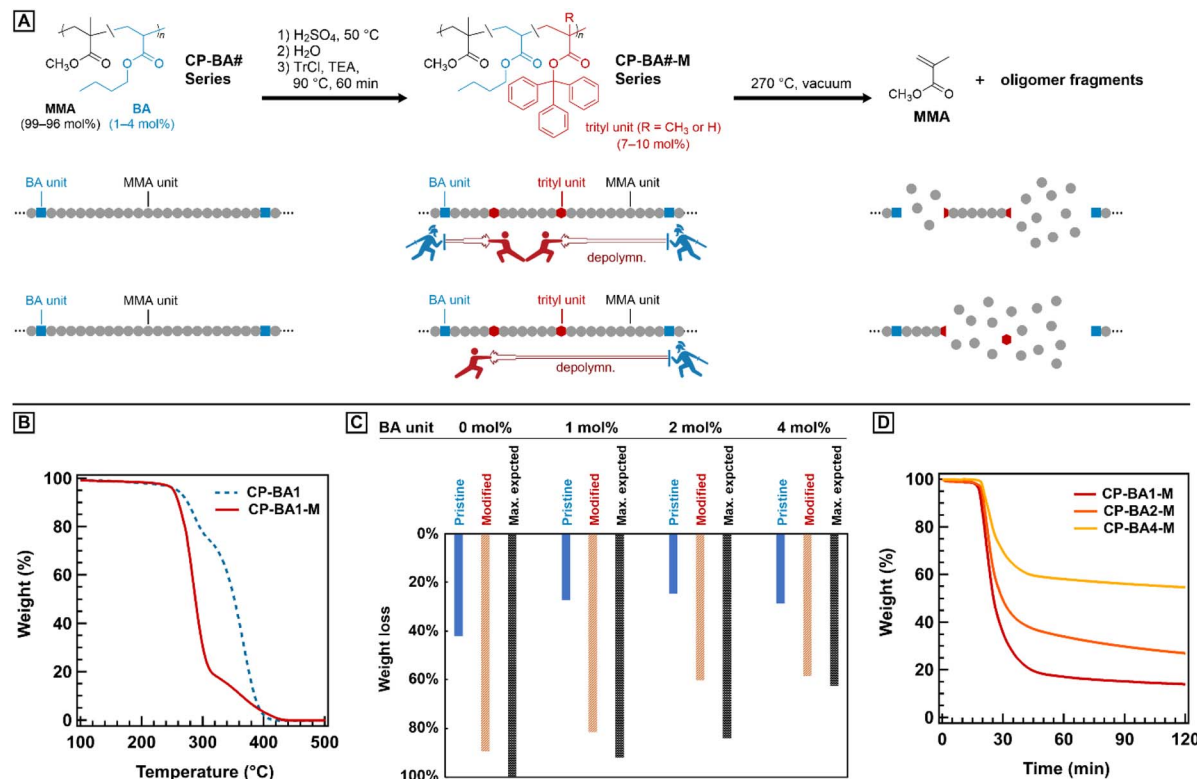 A
n
O
CH₃O
O
O
MMA
(99–96 mol%)
BA
(1–4 mol%)
CP-BA#
Series
1) H₂SO₄, 50 °C
2) H₂O
3) TrCl, TEA,
90 °C, 60 min
R
n
O
CH₃O
O
O
O
O
trityl unit (R = CH₃ or H)
(7–10 mol%)
CP-BA#-M
Series
270 °C, vacuum
CH₃O
O
MMA
+ oligomer fragments
BA unit
MMA unit
BA unit
trityl unit
MMA unit
depolymn.
BA unit
MMA unit
BA unit
trityl unit
MMA unit
depolymn.
B
CP-BA1
CP-BA1-M
Weight (%)
100
80
60
40
20
0
100 200 300 400 500
Temperature (°C)
C
BA unit 0 mol% 1 mol% 2 mol% 4 mol%
Pristine
Modified
Max. expcted
Pristine
Modified
Max. expcted
Pristine
Modified
Max. expcted
Pristine
Modified
Max. expcted
Weight loss
0%
20%
40%
60%
80%
100%
D
CP-BA1-M
CP-BA2-M
CP-BA4-M
Weight (%)
100
80
60
40
20
0
0 30 60 90 120
Time (min)